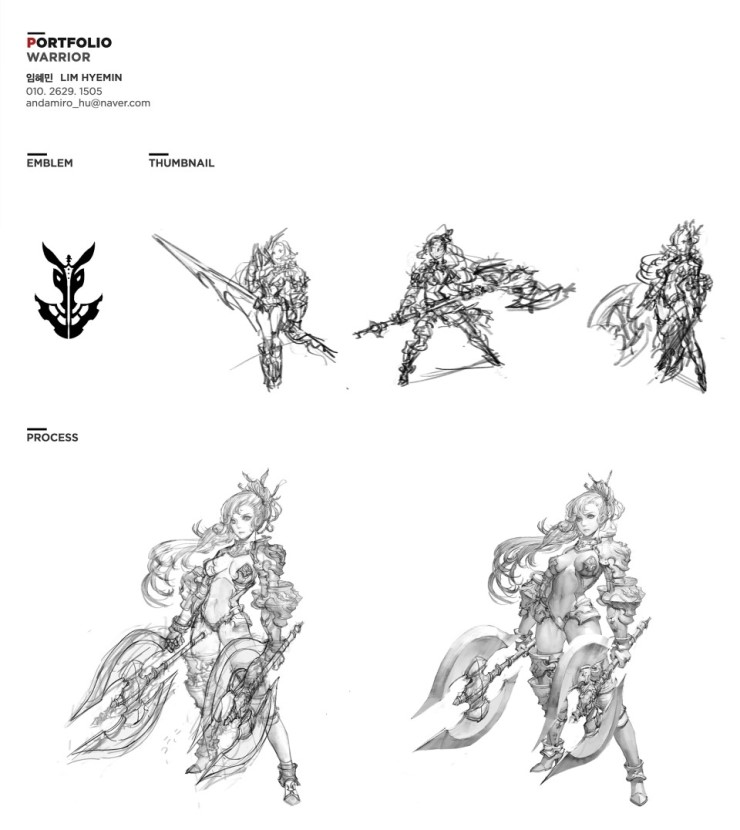 PORTFOLIO
WARRIOR
임혜민 LIM HYEMIN
010. 2629. 1505
andamiro_hu@naver.com
EMBLEM
THUMBNAIL
PROCESS